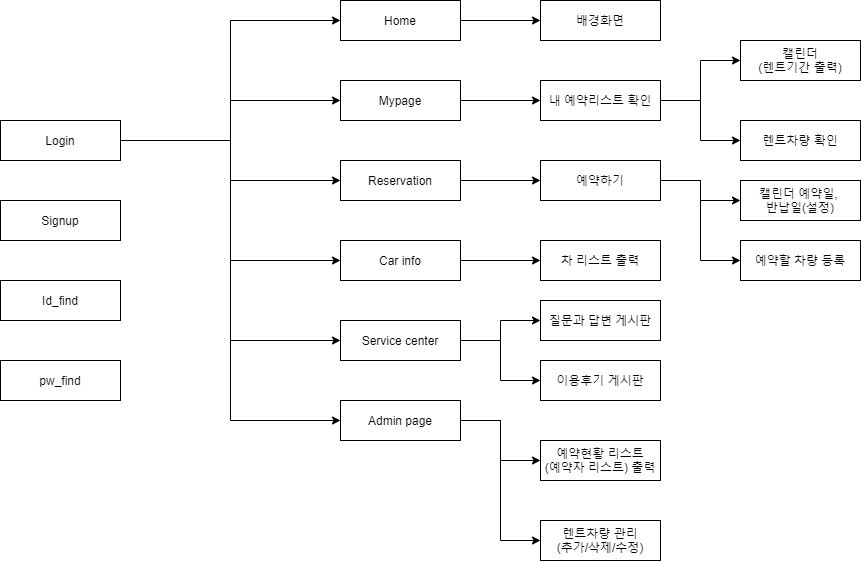 Home
배경화면
캘린더
(렌트기간 출력)
Mypage
내 예약리스트 확인
Login
렌트차량 확인
Reservation
예약하기
캘린더 예약일,
반납일(설정)
Signup
Car info
차 리스트 출력
예약할 차량 등록
Id_find
질문과 답변 게시판
Service center
pw_find
이용후기 게시판
Admin page
예약현황 리스트
(예약자 리스트) 출력
렌트차량 관리
(추가/삭제/수정)